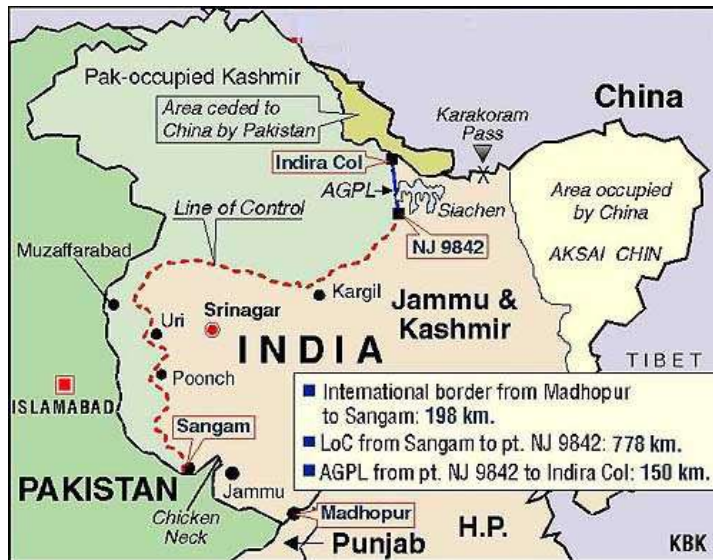 Pak-occupied Kashmir
Area ceded to
China by Pakistan
China
Karakoram
Pass
Indira Col
AGPL
Siachen
Area occupied
by China
AKSAI CHIN
Line of Control
NJ 9842
Muzaffarabad
Kargil
Jammu &
Kashmir
Uri
Srinagar
INDIA
TIBET
Poonch
ISLAMABAD
Sangam
International border from Madhopur
to Sangam: 198 km.
LoC from Sangam to pt. NJ 9842: 778 km.
AGPL from pt. NJ 9842 to Indira Col: 150 km.
PAKISTAN
Jammu
Chicken
Neck
Madhopur
Punjab
H.P.
KBK